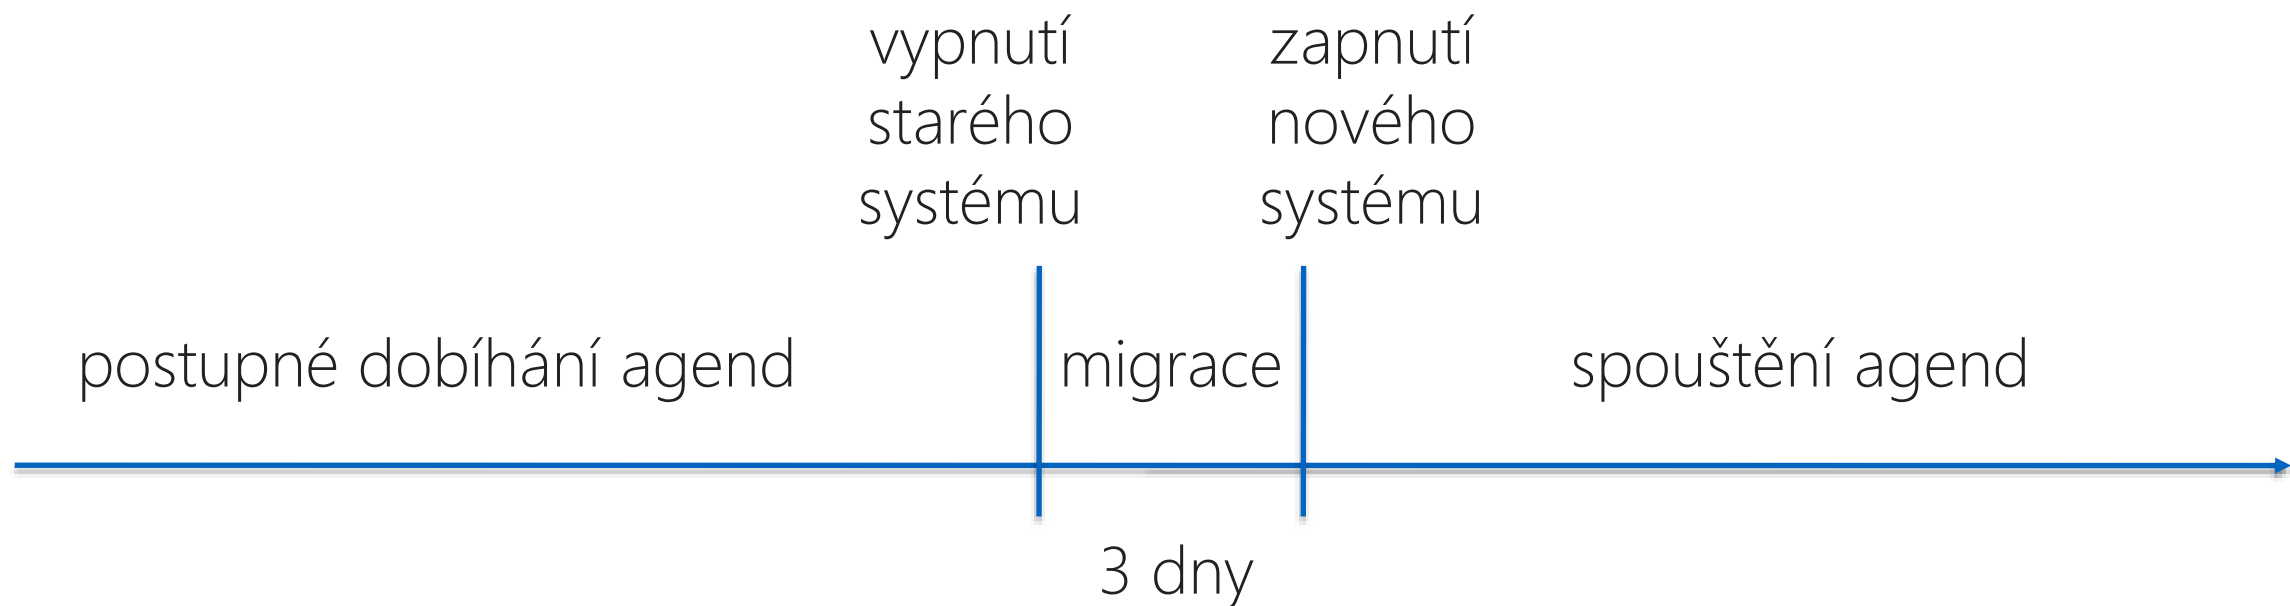 vypnutí
starého
systému
zapnutí
nového
systému
postupné dobíhání agend
migrace
spouštění agend
3 dny